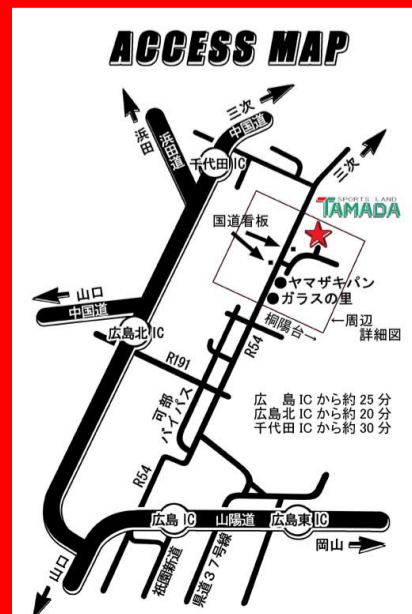 ACCESS MAP
三次
中国道
浜田
浜田道
千代田 IC
三次
SPORTS LAND
TAMADA
国道看板
ヤマザキパン
ガラスの里
山口
中国道
桐陽台→
←周辺
詳細図
広島北 IC
R54
R191
可部
バイパス
広 島 IC から約 25 分
広島北 IC から約 20 分
千代田 IC から約 30 分
R54
広島 IC
山陽道
広島東 IC
岡山
山口
祇園新道
県道37号線